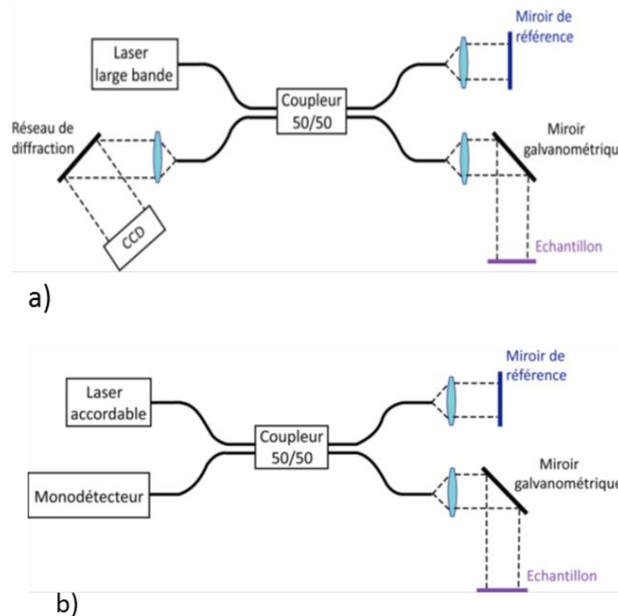 Laser
large bande
Coupleur
50/50
Miroir de
référence
Réseau de
diffraction
CCD
Miroir
galvanométrique
Echantillon
a)
Laser
accordable
Monodétecteur
Coupleur
50/50
Miroir de
référence
Miroir
galvanométrique
Echantillon
b)